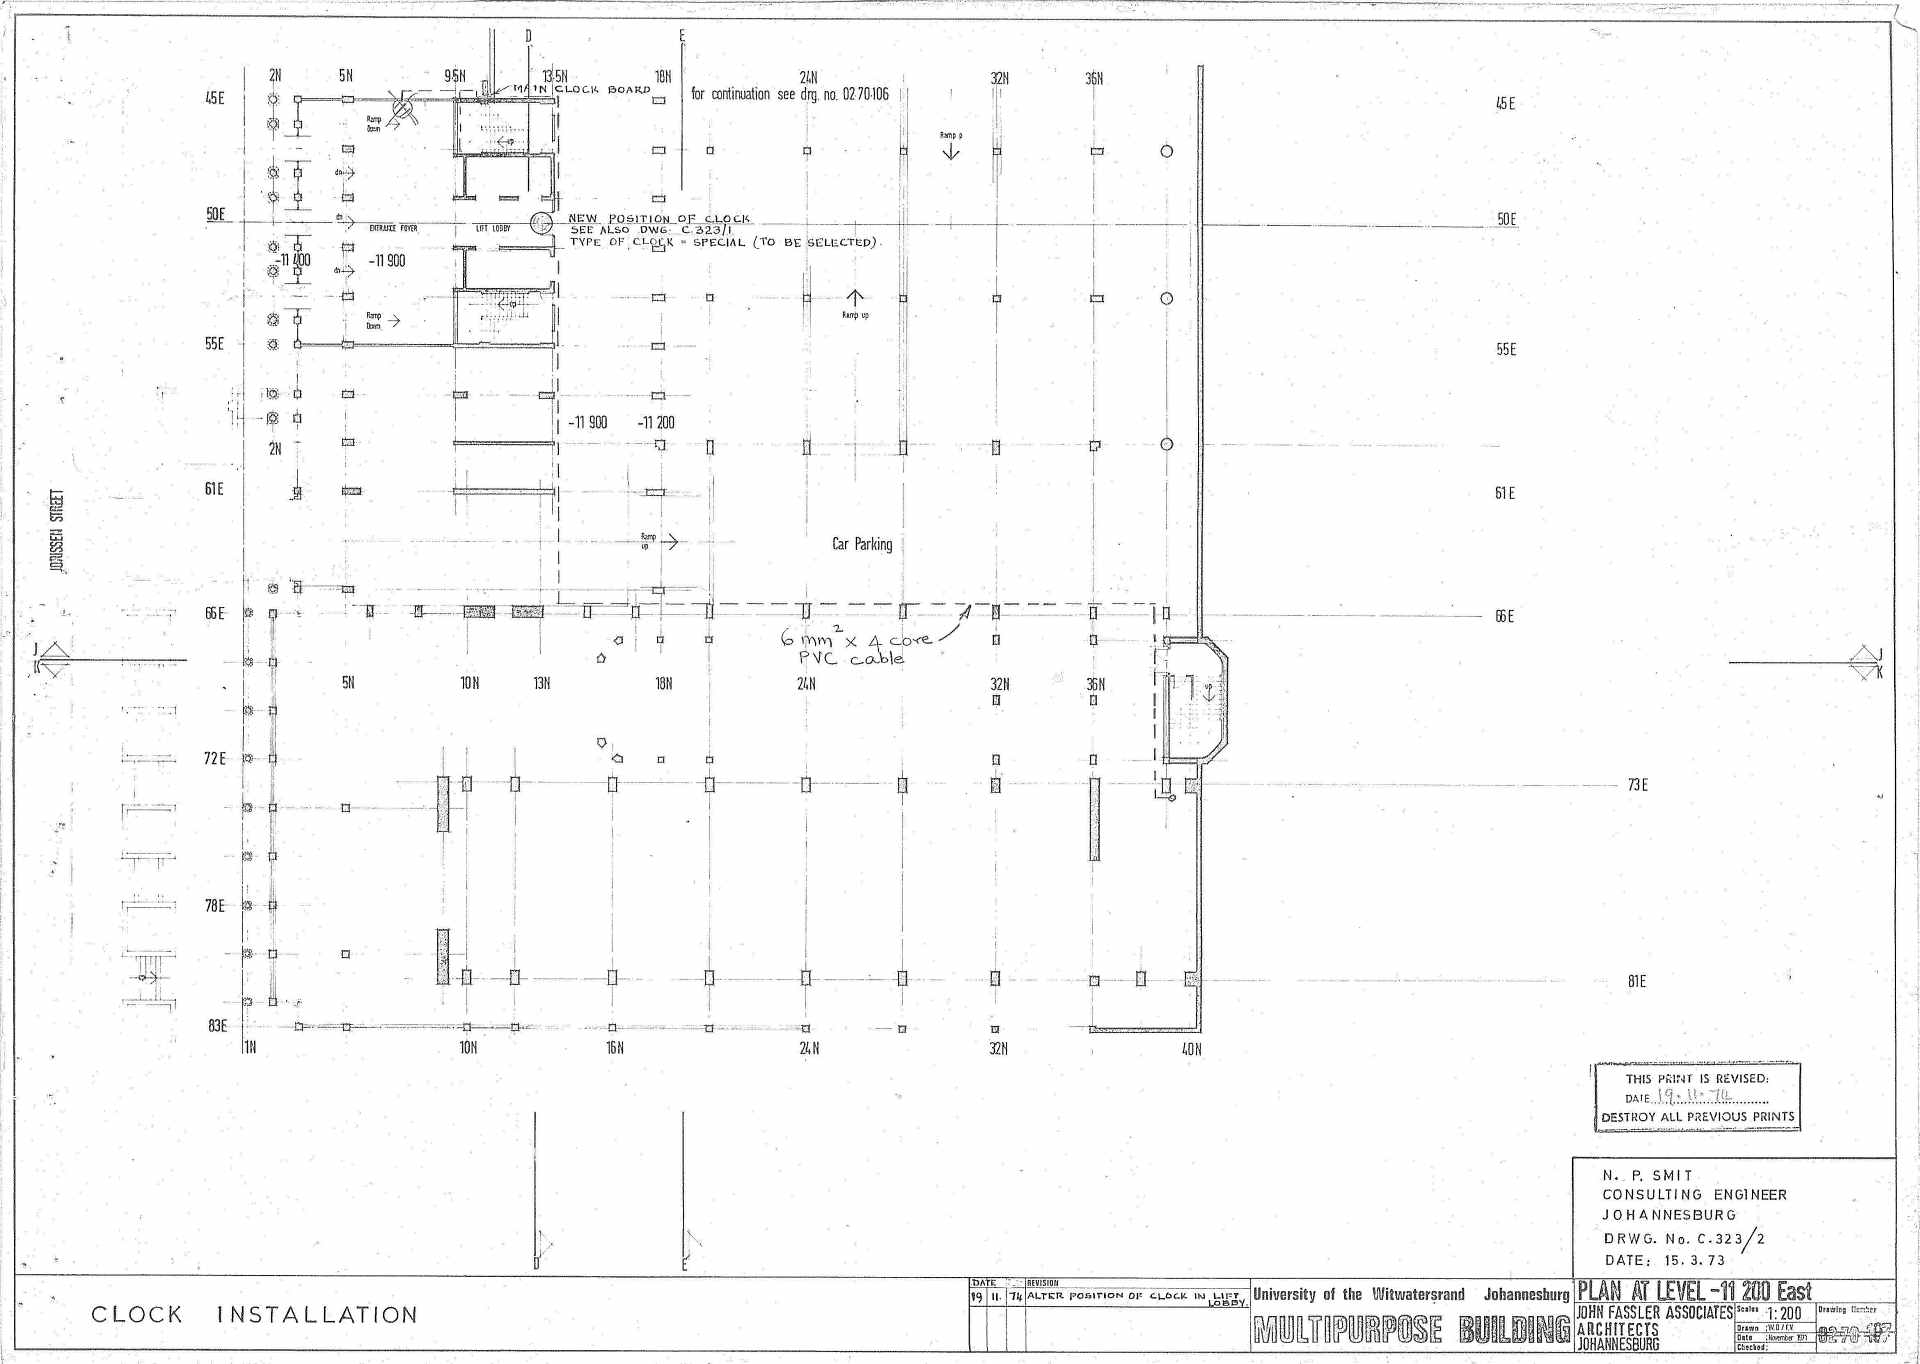 D
E
2N 5N 9·5N 13·5N 18N 24N 32N 36N
MAIN CLOCK BOARD
for continuation see drg. no. 02·70·106
45E
45E
Ramp
Down
up
Ramp
dn
50E
NEW POSITION OF CLOCK
SEE ALSO DWG. C.323/1
TYPE OF CLOCK = SPECIAL (TO BE SELECTED).
50E
dn
ENTRANCE FOYER
LIFT LOBBY
-11 400
-11 900
dn
up
Ramp
Down
Ramp up
55E
55E
-11 900
-11 200
2N
61E
61E
JORISSEN STREET
Ramp
up
Car Parking
66E
66E
6 mm² x 4 core
PVC cable
J
K
J
K
5N 10N 13N 18N 24N 32N 36N
up
72E
73E
78E
81E
83E
1N 10N 16N 24N 32N 40N
THIS PRINT IS REVISED:
DATE 19·11·74
DESTROY ALL PREVIOUS PRINTS
N. P. SMIT
CONSULTING ENGINEER
JOHANNESBURG
DRWG. No. C.323/2
DATE: 15.3.73
D
E
CLOCK INSTALLATION
DATE REVISION
19 11. 74 ALTER POSITION OF CLOCK IN LIFT
LOBBY.
University of the Witwatersrand Johannesburg
MULTIPURPOSE BUILDING
PLAN AT LEVEL -11 200 East
JOHN FASSLER ASSOCIATES
ARCHITECTS
JOHANNESBURG
Scales 1:200
Drawn
Date November 1971
Checked:
Drawing Number